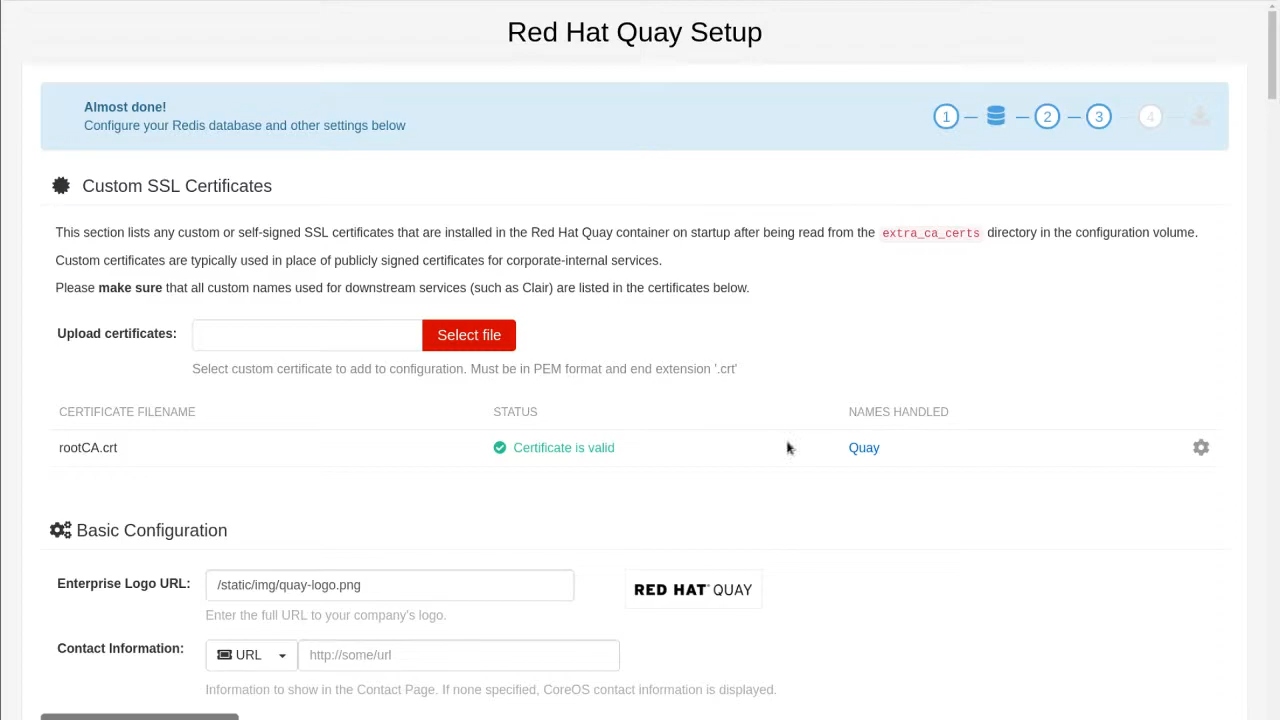 Red Hat Quay Setup
Almost done!
Configure your Redis database and other settings below
1 2 3 4
Custom SSL Certificates
This section lists any custom or self-signed SSL certificates that are installed in the Red Hat Quay container on startup after being read from the extra_ca_certs directory in the configuration volume.
Custom certificates are typically used in place of publicly signed certificates for corporate-internal services.
Please make sure that all custom names used for downstream services (such as Clair) are listed in the certificates below.
Upload certificates: Select file
Select custom certificate to add to configuration. Must be in PEM format and end extension '.crt'
CERTIFICATE FILENAME STATUS NAMES HANDLED
rootCA.crt Certificate is valid Quay
Basic Configuration
Enterprise Logo URL: /static/img/quay-logo.png RED HAT QUAY
Enter the full URL to your company's logo.
Contact Information: URL http://some/url
Information to show in the Contact Page. If none specified, CoreOS contact information is displayed.